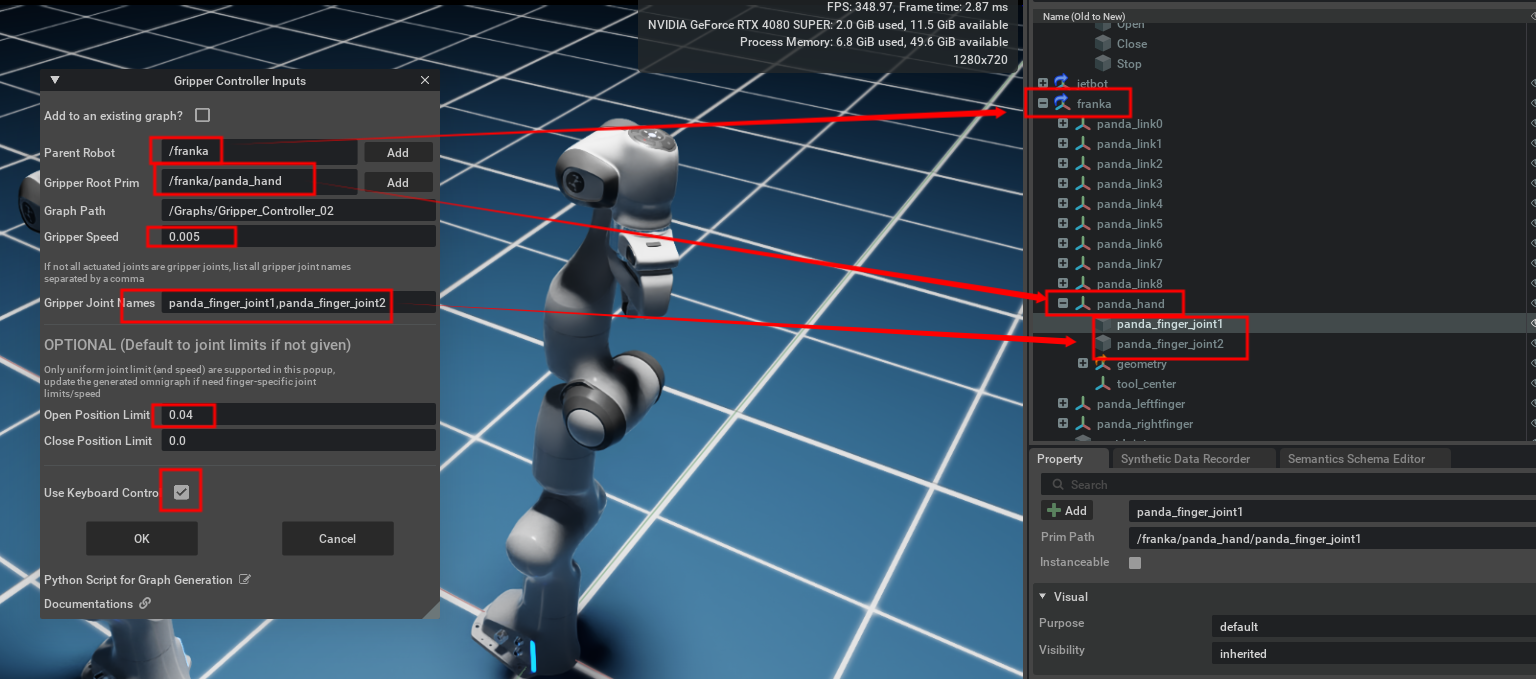 FPS: 348.97, Frame time: 2.87 ms
NVIDIA GeForce RTX 4080 SUPER: 2.0 GiB used, 11.5 GiB available
Process Memory: 6.8 GiB used, 49.6 GiB available
1280x720
Gripper Controller Inputs
Add to an existing graph?
Parent Robot /franka Add
Gripper Root Prim /franka/panda_hand Add
Graph Path /Graphs/Gripper_Controller_02
Gripper Speed 0.005
If not all actuated joints are gripper joints, list all gripper joint names
separated by a comma
Gripper Joint Names panda_finger_joint1,panda_finger_joint2
OPTIONAL (Default to joint limits if not given)
Only uniform joint limit (and speed) are supported in this popup,
update the generated omnigraph if need finger-specific joint
limits/speed
Open Position Limit 0.04
Close Position Limit 0.0
Use Keyboard Contro
OK Cancel
Python Script for Graph Generation
Documentations
Name (Old to New)
Open
Close
Stop
jetbot
franka
panda_link0
panda_link1
panda_link2
panda_link3
panda_link4
panda_link5
panda_link6
panda_link7
panda_link8
panda_hand
panda_finger_joint1
panda_finger_joint2
geometry
tool_center
panda_leftfinger
panda_rightfinger
Property Synthetic Data Recorder Semantics Schema Editor
Search
Add panda_finger_joint1
Prim Path /franka/panda_hand/panda_finger_joint1
Instanceable
Visual
Purpose default
Visibility inherited